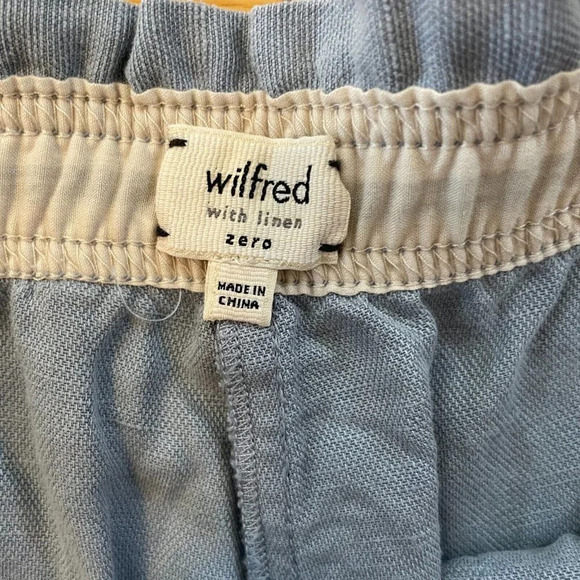 wilfred
with linen
zero
MADE IN
CHINA